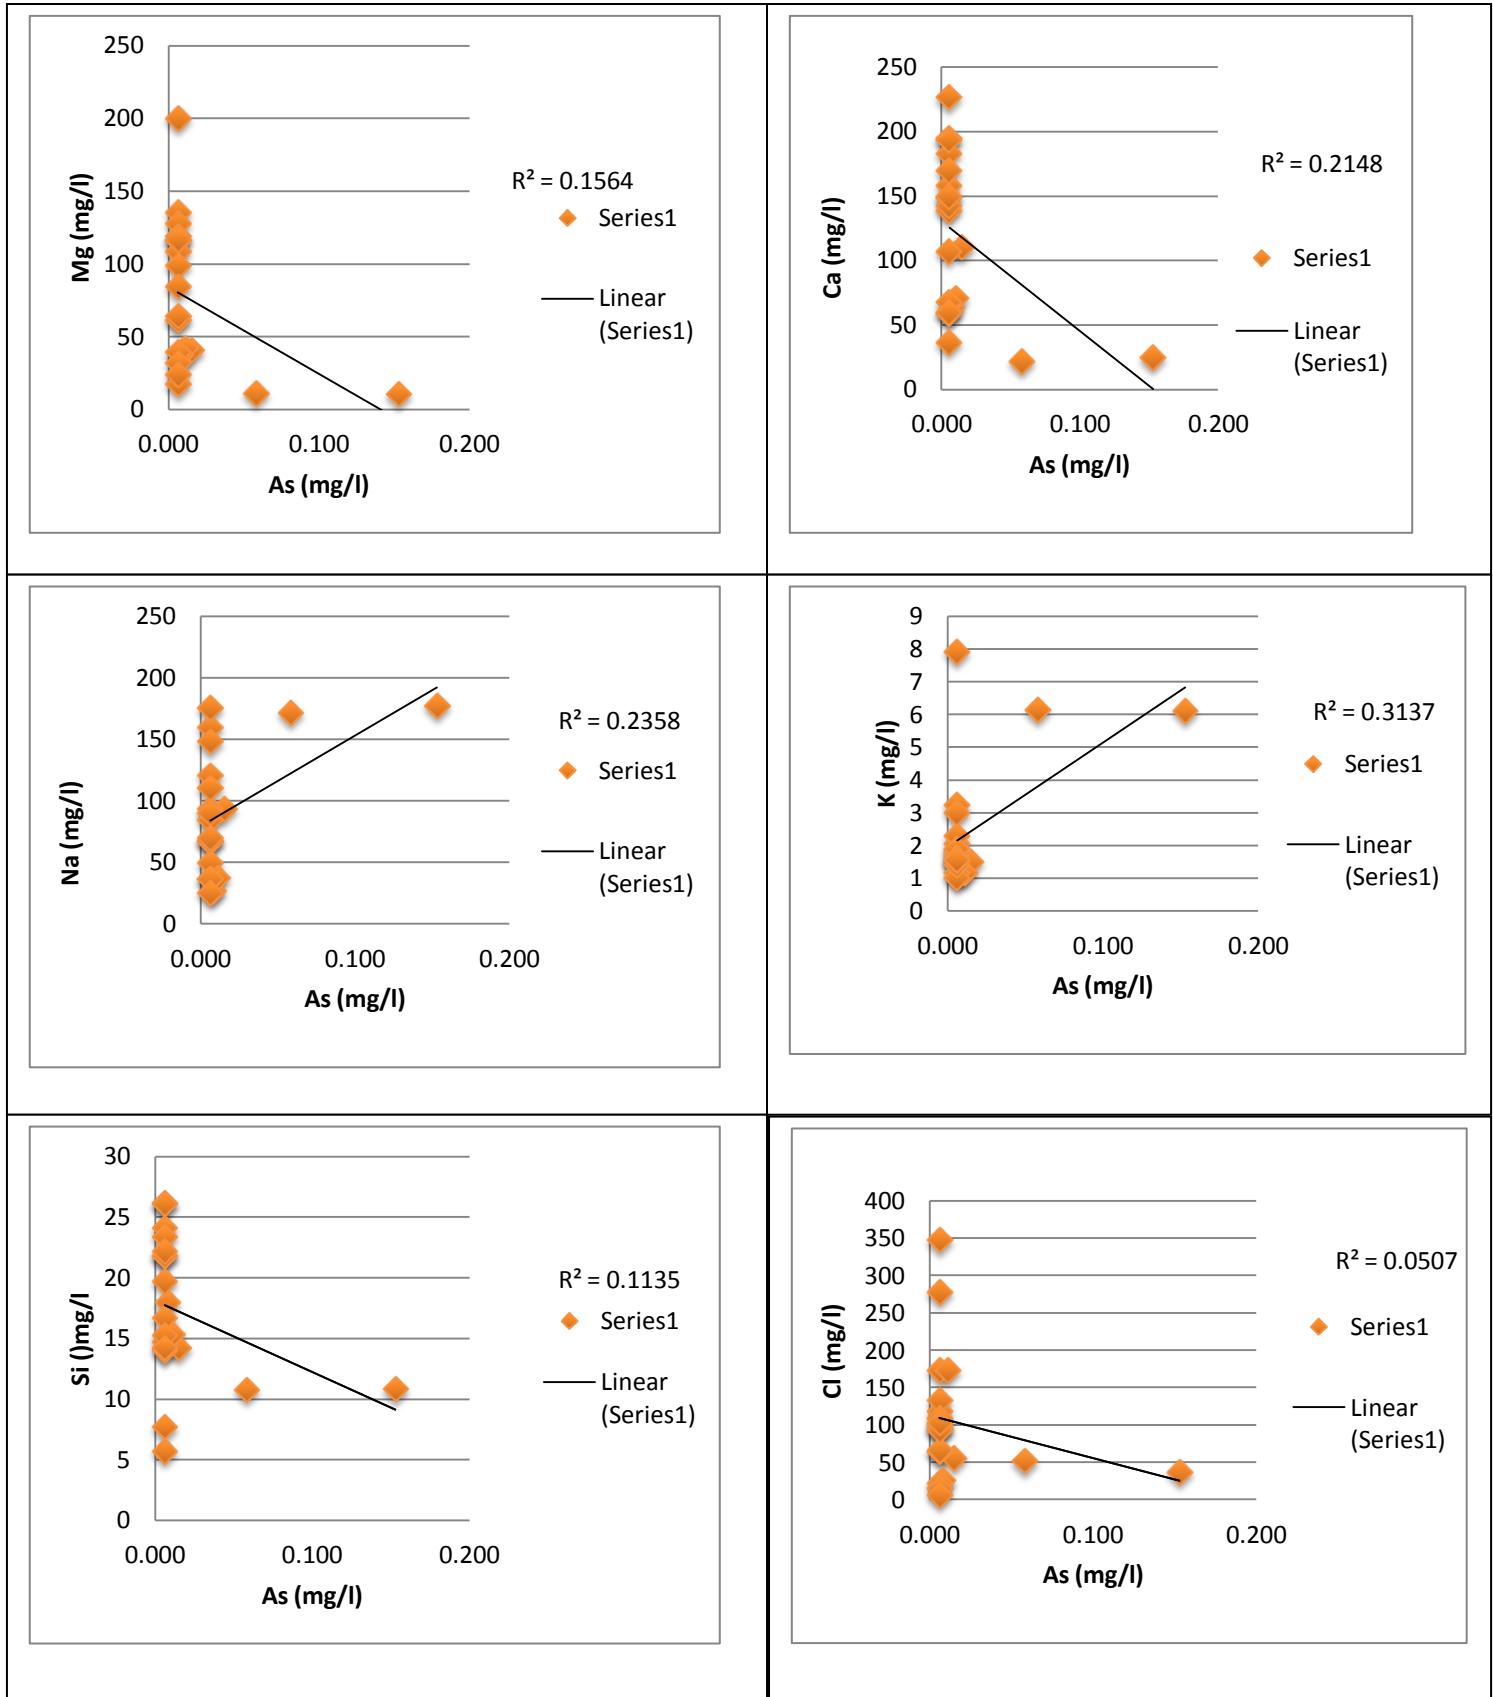 250
200
150
100
50
0
Mg (mg/l)
0.000 0.100 0.200
As (mg/l)
R² = 0.1564
Series1
Linear
(Series1)
250
200
150
100
50
0
Ca (mg/l)
0.000 0.100 0.200
As (mg/l)
R² = 0.2148
Series1
Linear
(Series1)
250
200
150
100
50
0
Na (mg/l)
0.000 0.100 0.200
As (mg/l)
R² = 0.2358
Series1
Linear
(Series1)
9
8
7
6
5
4
3
2
1
0
K (mg/l)
0.000 0.100 0.200
As (mg/l)
R² = 0.3137
Series1
Linear
(Series1)
30
25
20
15
10
5
0
Si ()mg/l
0.000 0.100 0.200
As (mg/l)
R² = 0.1135
Series1
Linear
(Series1)
400
350
300
250
200
150
100
50
0
Cl (mg/l)
0.000 0.100 0.200
As (mg/l)
R² = 0.0507
Series1
Linear
(Series1)